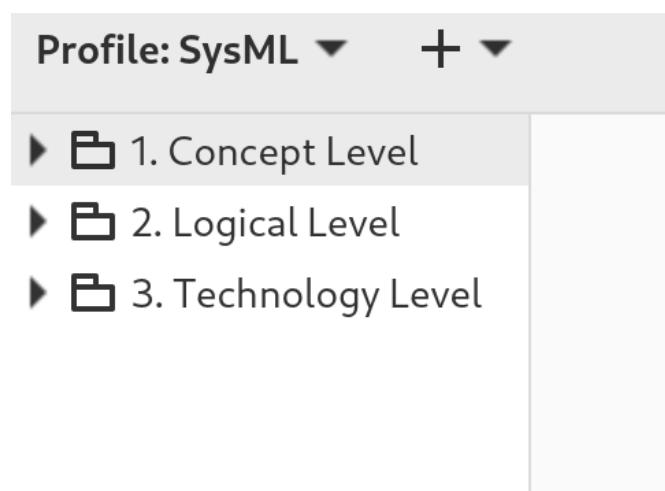 Profile: SysML
1. Concept Level
2. Logical Level
3. Technology Level